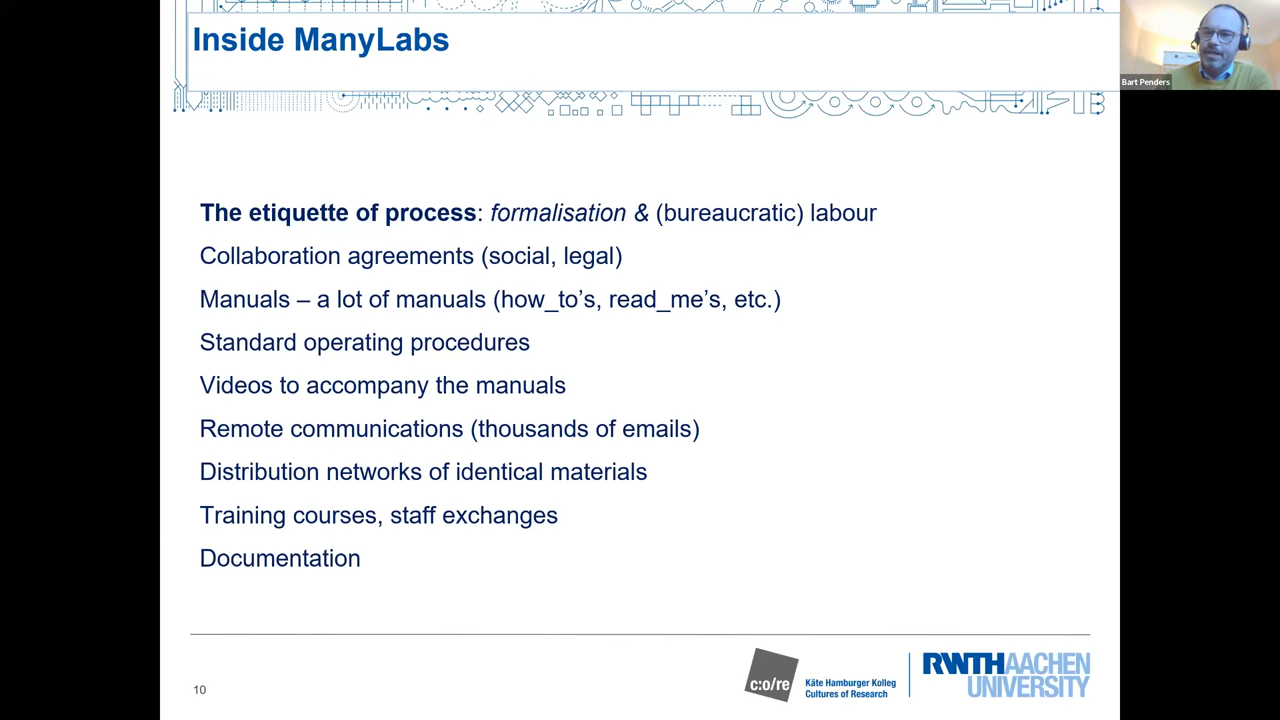 Inside ManyLabs
Bart Penders
The etiquette of process: formalisation & (bureaucratic) labour
Collaboration agreements (social, legal)
Manuals – a lot of manuals (how_to’s, read_me’s, etc.)
Standard operating procedures
Videos to accompany the manuals
Remote communications (thousands of emails)
Distribution networks of identical materials
Training courses, staff exchanges
Documentation
10
c:o/re
Käte Hamburger Kolleg
Cultures of Research
RWTH AACHEN
UNIVERSITY